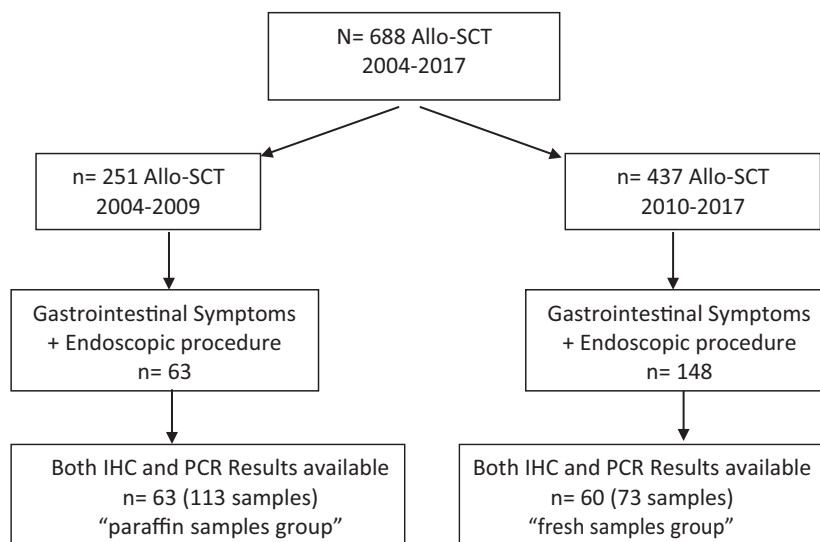 N= 688 Allo-SCT
2004-2017
n= 251 Allo-SCT
2004-2009
n= 437 Allo-SCT
2010-2017
Gastrointestinal Symptoms
+ Endoscopic procedure
n= 63
Gastrointestinal Symptoms
+ Endoscopic procedure
n= 148
Both IHC and PCR Results available
n= 63 (113 samples)
“paraffin samples group”
Both IHC and PCR Results available
n= 60 (73 samples)
“fresh samples group”